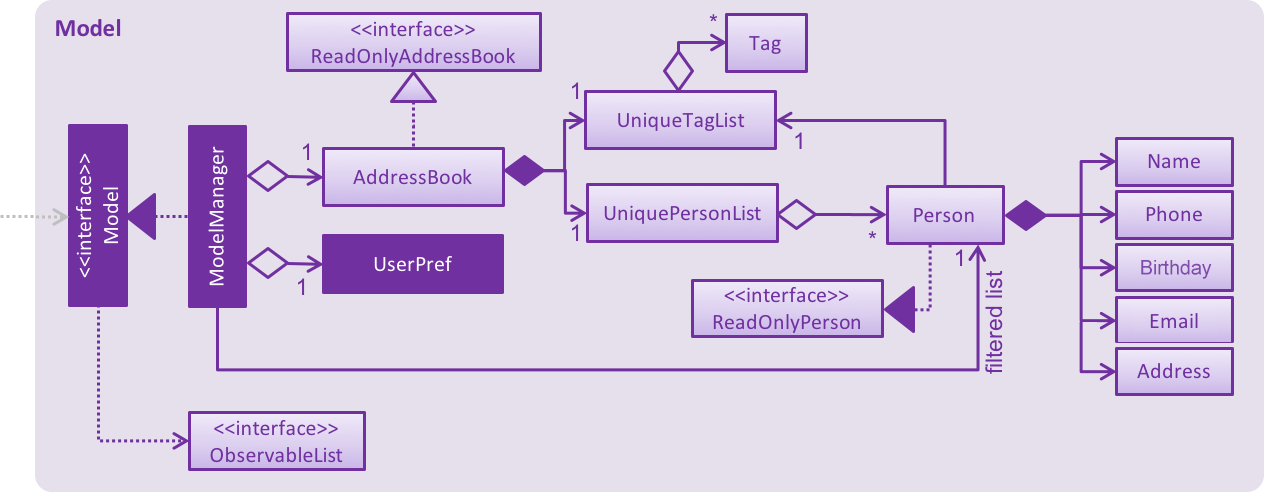 Model
<<interface>>
ReadOnlyAddressBook
*
Tag
1
UniqueTagList
1
<<interface>>
Model
ModelManager
1
AddressBook
1
UniquePersonList
*
Person
1
filtered list
Name
Phone
Birthday
Email
Address
1
UserPref
<<interface>>
ReadOnlyPerson
<<interface>>
ObservableList